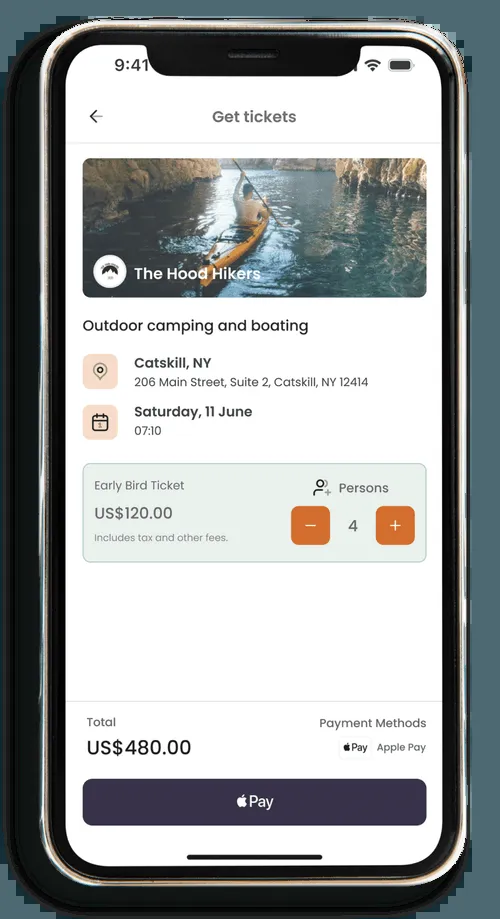 9:41
Get tickets
The Hood Hikers
Outdoor camping and boating
Catskill, NY
206 Main Street, Suite 2, Catskill, NY 12414
Saturday, 11 June
07:10
Early Bird Ticket
Persons
US$120.00
4
Includes tax and other fees.
Total
Payment Methods
US$480.00
Pay Apple Pay
Pay